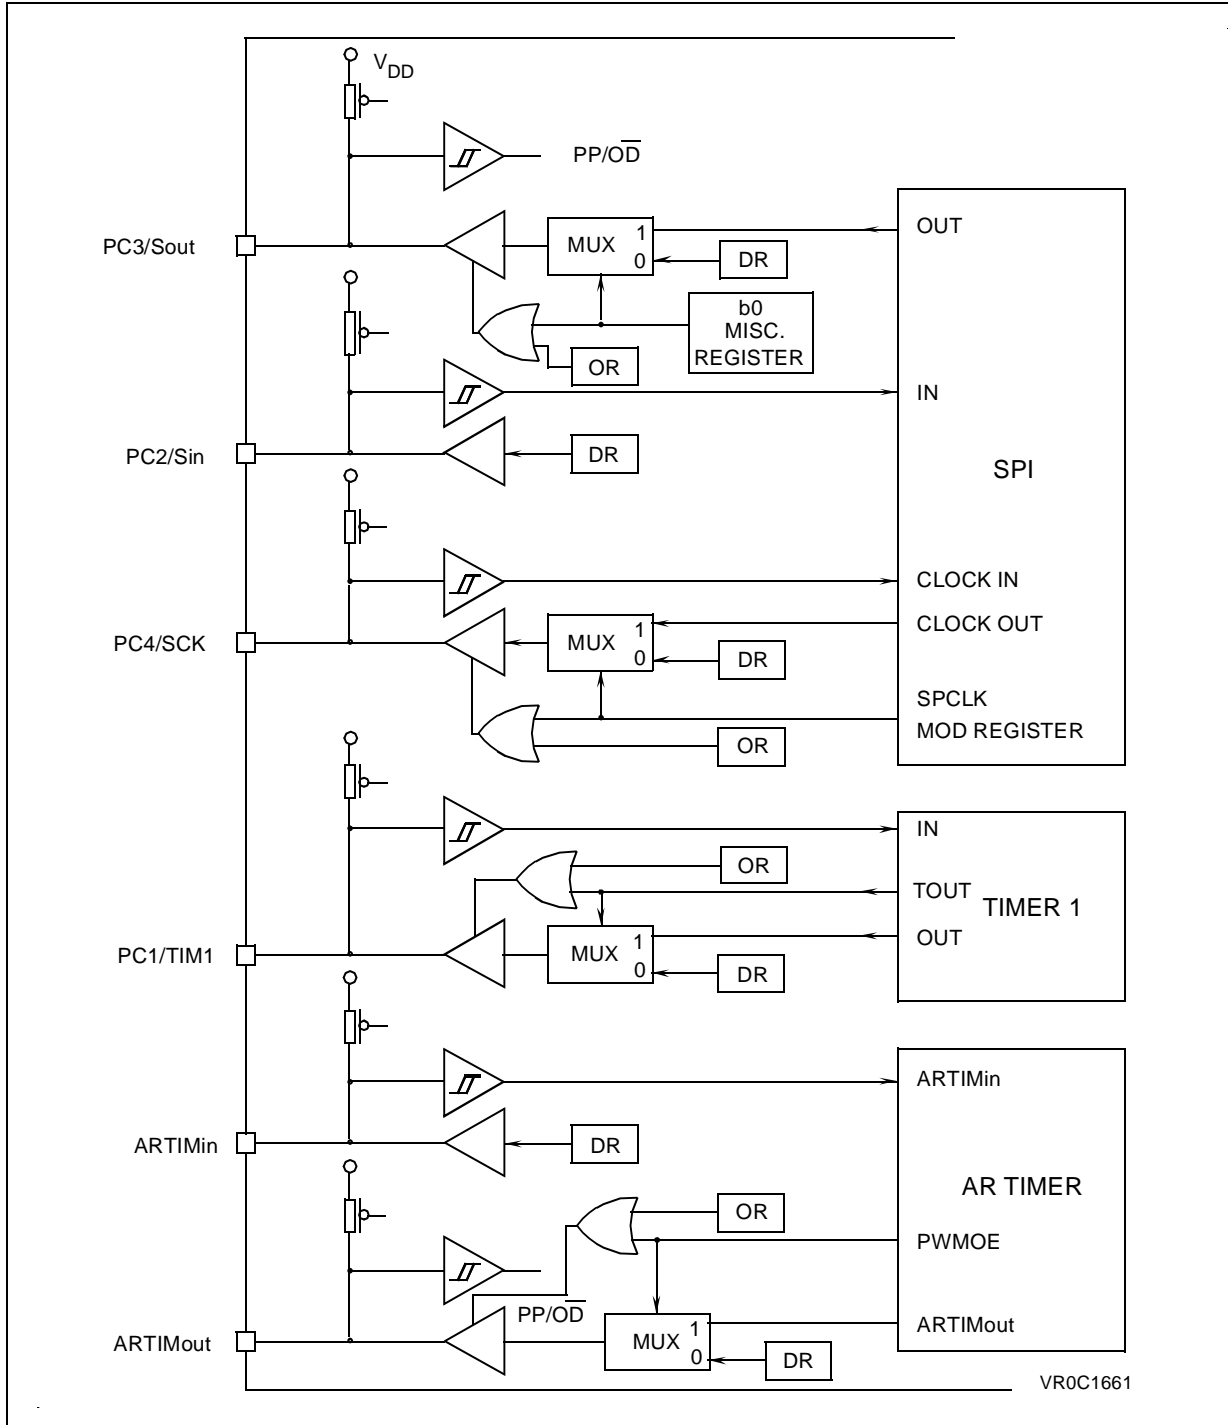 VDD
PP/OD
PC3/Sout
MUX 1 0
OUT
DR
b0
MISC.
REGISTER
OR
IN
PC2/Sin
DR
SPI
CLOCK IN
CLOCK OUT
PC4/SCK
MUX 1 0
DR
SPCLK
MOD REGISTER
OR
IN
OR
TOUT
TIMER 1
OUT
PC1/TIM1
MUX 1 0
DR
ARTIMin
ARTIMin
DR
AR TIMER
OR
PWMOE
PP/OD
ARTIMout
ARTIMout
MUX 1 0
DR
VR0C1661